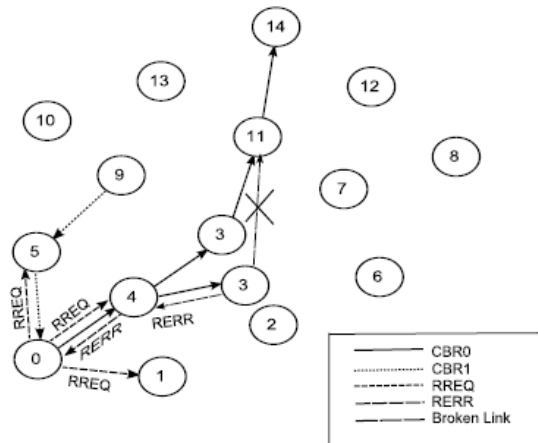 14
13
12
10
11
8
9
7
3
5
6
3
4
RREQ
RREQ
RERR
RERR
2
0
1
RREQ
CBR0
CBR1
RREQ
RERR
Broken Link